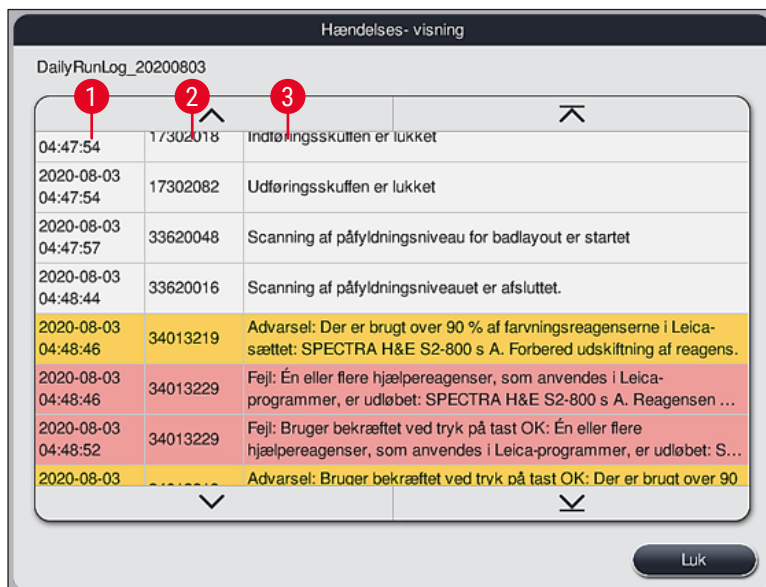 Hændelses- visning
DailyRunLog_20200803
1 2 3
04:47:54 17302018 Indføringsskuffen er lukket
2020-08-03
04:47:54 17302082 Udføringsskuffen er lukket
2020-08-03
04:47:57 33620048 Scanning af påfyldningsniveau for badlayout er startet
2020-08-03
04:48:44 33620016 Scanning af påfyldningsniveauet er afsluttet.
2020-08-03 Advarsel: Der er brugt over 90 % af farvningsreagenserne i Leica-
04:48:46 34013219 sættet: SPECTRA H&E S2-800 s A. Forbered udskiftning af reagens.
2020-08-03 Fejl: Én eller flere hjælpereagenser, som anvendes i Leica-
04:48:46 34013229 programmer, er udløbet: SPECTRA H&E S2-800 s A. Reagensen ...
2020-08-03 Fejl: Bruger bekræftet ved tryk på tast OK: Én eller flere
04:48:52 34013229 hjælpereagenser, som anvendes i Leica-programmer, er udløbet: S...
2020-08-03 Advarsel: Bruger bekræftet ved tryk på tast OK: Der er brugt over 90
Luk